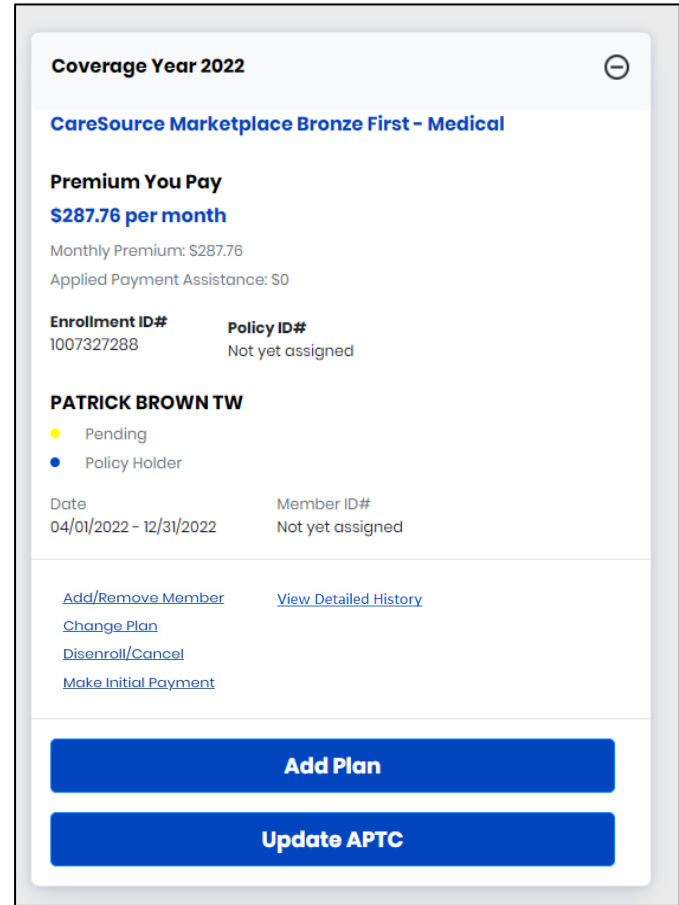 Coverage Year 2022
CareSource Marketplace Bronze First - Medical
Premium You Pay
$287.76 per month
Monthly Premium: $287.76
Applied Payment Assistance: $0
Enrollment ID# Policy ID#
1007327288 Not yet assigned
PATRICK BROWN TW
Pending
Policy Holder
Date Member ID#
04/01/2022 - 12/31/2022 Not yet assigned
Add/Remove Member View Detailed History
Change Plan
Disenroll/Cancel
Make Initial Payment
Add Plan
Update APTC